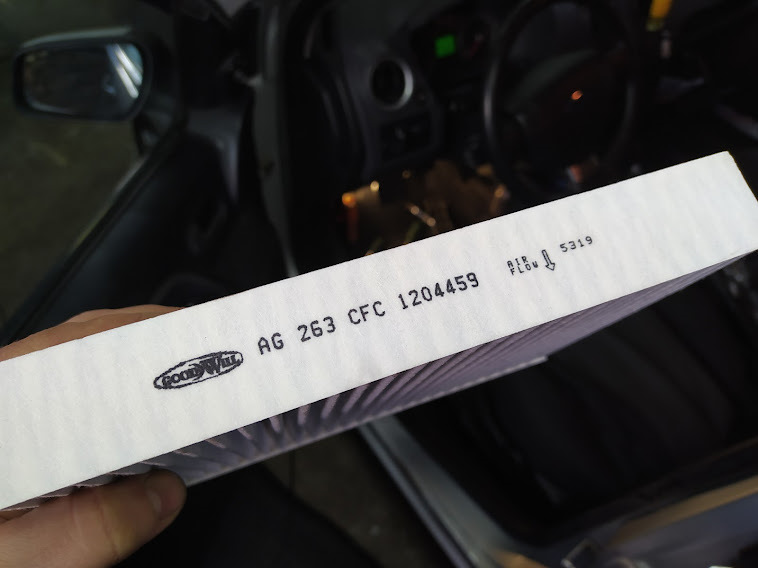 GOODWILL
AG 263 CFC 1204459
AIR
FLOW
5319